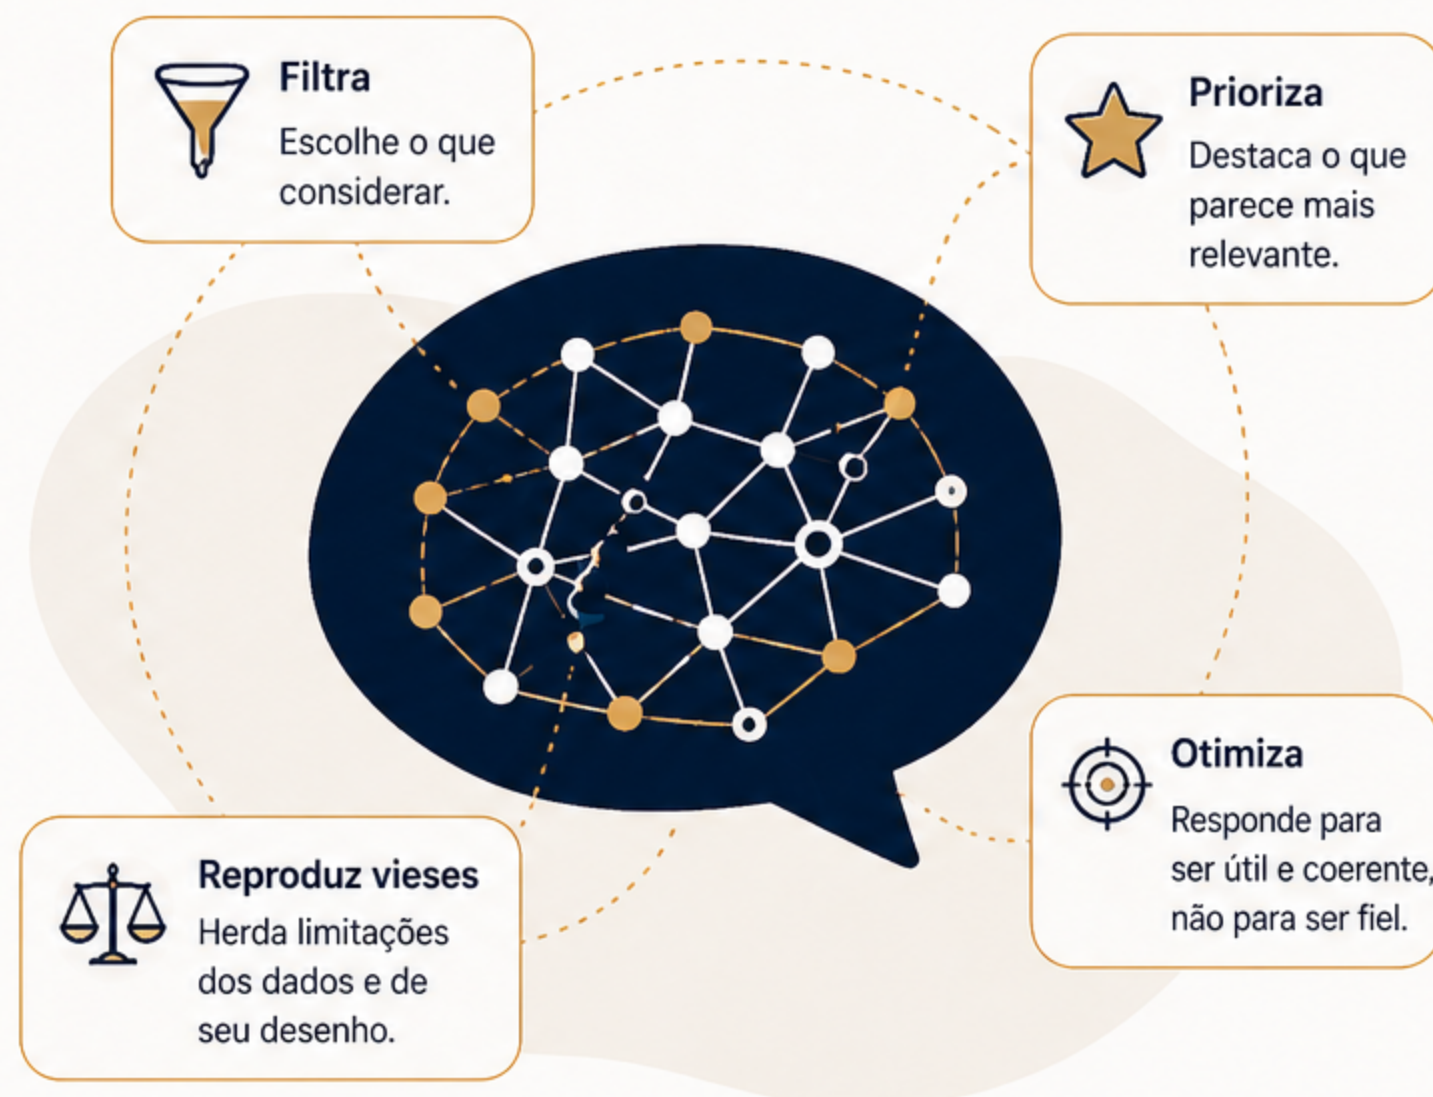 Filtra
Escolhe o que
considerar.
Prioriza
Destaca o que
parece mais
relevante.
Reproduz vieses
Herda limitações
dos dados e de
seu desenho.
Otimiza
Responde para
ser útil e coerente,
não para ser fiel.